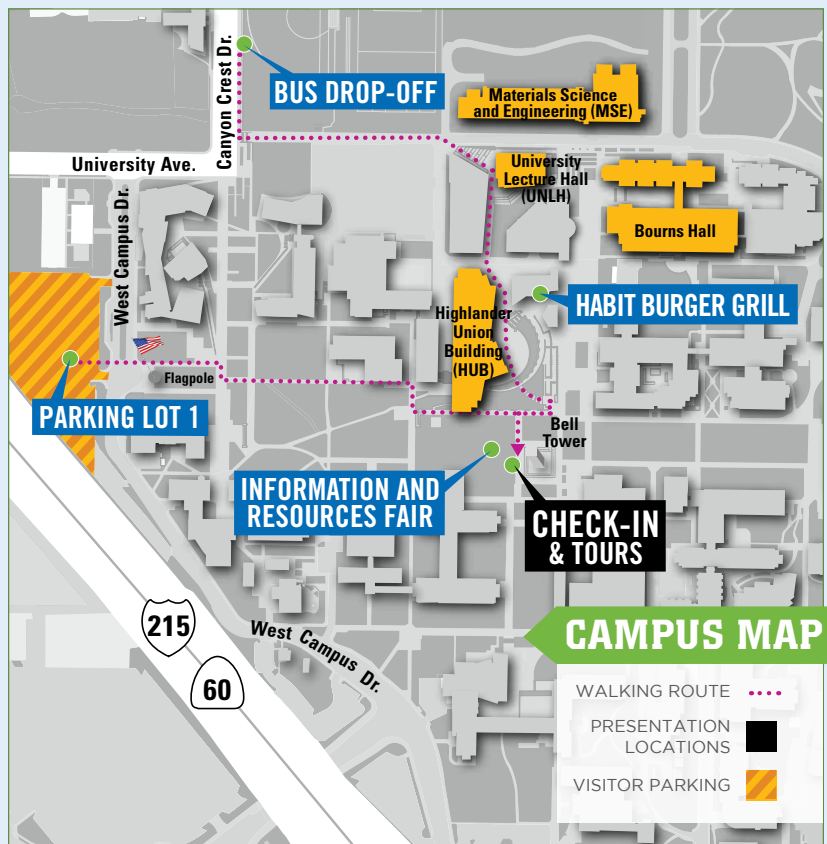 Canyon Crest Dr.
BUS DROP-OFF
Materials Science
and Engineering (MSE)
University Ave.
University
Lecture Hall
(UNLH)
West Campus Dr.
Bourns Hall
HABIT BURGER GRILL
Highlander
Union
Building
(HUB)
Flagpole
PARKING LOT 1
Bell
Tower
INFORMATION AND
RESOURCES FAIR
CHECK-IN
& TOURS
215
60
West Campus Dr.
CAMPUS MAP
WALKING ROUTE
PRESENTATION
LOCATIONS
VISITOR PARKING